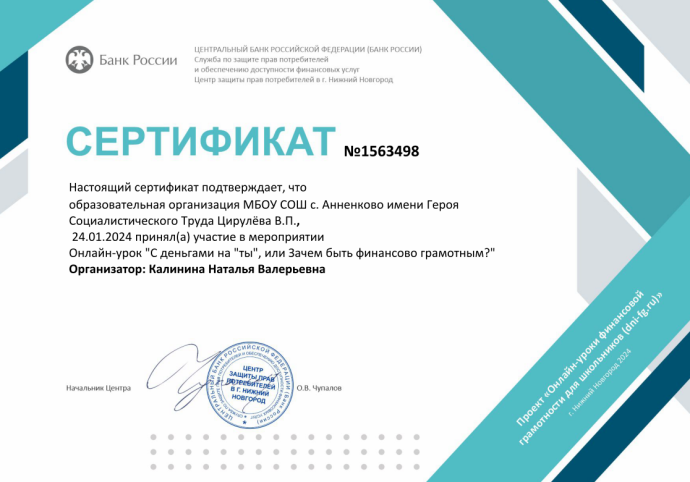 Банк России
ЦЕНТРАЛЬНЫЙ БАНК РОССИЙСКОЙ ФЕДЕРАЦИИ (БАНК РОССИИ)
Служба по защите прав потребителей
и обеспечению доступности финансовых услуг
Центр защиты прав потребителей в г. Нижний Новгород
СЕРТИФИКАТ №1563498
Настоящий сертификат подтверждает, что
образовательная организация МБОУ СОШ с. Анненково имени Героя
Социалистического Труда Цирулёва В.П.,
24.01.2024 принял(а) участие в мероприятии
Онлайн-урок "С деньгами на "ты", или Зачем быть финансово грамотным?"
Организатор: Калинина Наталья Валерьевна
Начальник Центра
ЦЕНТРАЛЬНЫЙ БАНК РОССИЙСКОЙ ФЕДЕРАЦИИ (Банк России)
ЦЕНТР
ЗАЩИТЫ ПРАВ
ПОТРЕБИТЕЛЕЙ
В Г. НИЖНИЙ
НОВГОРОД
О.В. Чупалов
Проект «Онлайн-уроки финансовой
грамотности для школьников (dni-fg.ru)»
г. Нижний Новгород 2024